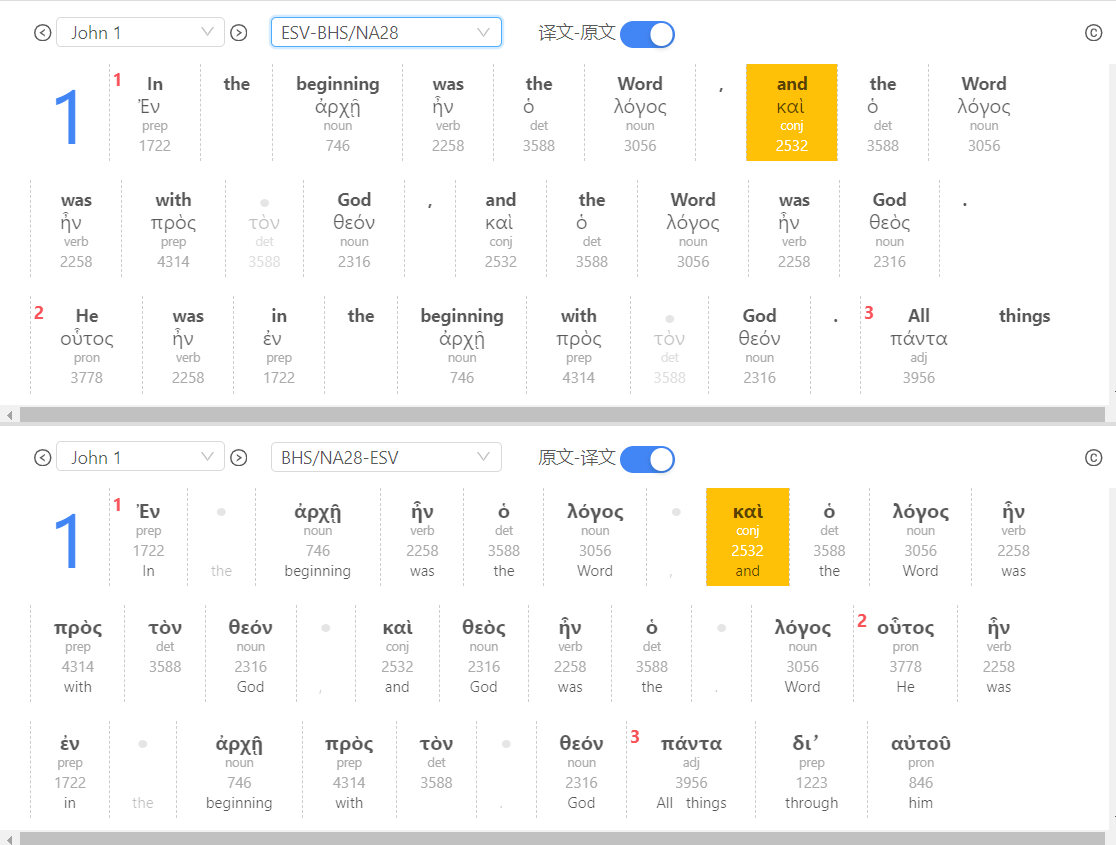 John 1 ESV-BHS/NA28 译文-原文 ©
1 1 In the beginning was the Word , and the Word
Ἐν ἀρχῇ ἦν ὁ λόγος καὶ ὁ λόγος
prep noun verb det noun conj det noun
1722 746 2258 3588 3056 2532 3588 3056
was with • God , and the Word was God .
ἦν πρὸς τὸν θεόν καὶ ὁ λόγος ἦν θεὸς
verb prep det noun conj det noun verb noun
2258 4314 3588 2316 2532 3588 3056 2258 2316
2 He was in the beginning with • God . 3 All things
οὗτος ἦν ἐν ἀρχῇ πρὸς τὸν θεόν πάντα
pron verb prep noun prep det noun adj
3778 2258 1722 746 4314 3588 2316 3956
John 1 BHS/NA28-ESV 原文-译文 ©
1 1 Ἐν • ἀρχῇ ἦν ὁ λόγος • καὶ ὁ λόγος ἦν
prep noun verb det noun conj det noun verb
1722 746 2258 3588 3056 2532 3588 3056 2258
In the beginning was the Word , and the Word was
πρὸς τὸν θεόν • καὶ θεὸς ἦν ὁ • λόγος 2 οὗτος ἦν
prep det noun conj noun verb det noun pron verb
4314 3588 2316 2532 2316 2258 3588 3056 3778 2258
with God , and God was the . Word He was
ἐν • ἀρχῇ πρὸς τὸν • θεόν 3 πάντα δι’ αὐτοῦ
prep noun prep det noun adj prep pron
1722 746 4314 3588 2316 3956 1223 846
in the beginning with . God All things through him